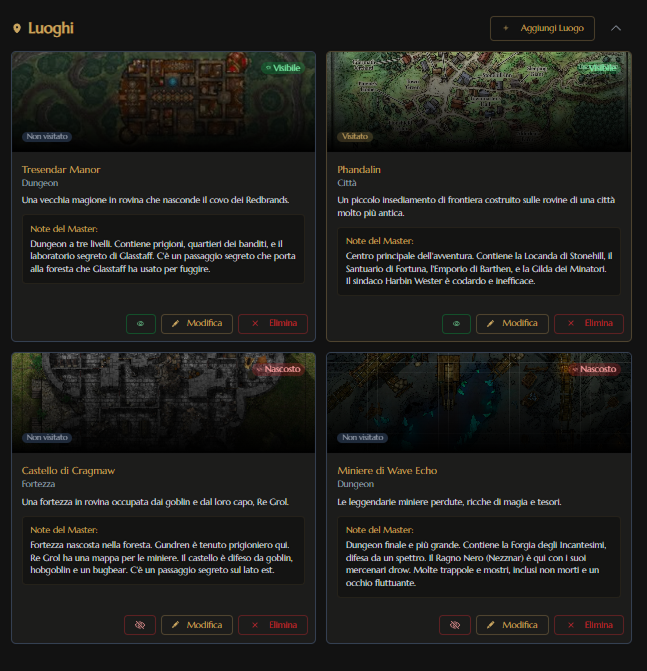 Luoghi
+ Aggiungi Luogo
Visibile
Non visitato
Tresendar Manor
Dungeon
Una vecchia magione in rovina che nasconde il covo dei Redbrands.
Note del Master:
Dungeon a tre livelli. Contiene prigioni, quartieri dei banditi, e il
laboratorio segreto di Glasstaff. C'è un passaggio segreto che porta
alla foresta che Glasstaff ha usato per fuggire.
Modifica
× Elimina
Visibile
Visitato
Phandalin
Città
Un piccolo insediamento di frontiera costruito sulle rovine di una città
molto più antica.
Note del Master:
Centro principale dell'avventura. Contiene la Locanda di Stonehill, il
Santuario di Fortuna, l'Emporio di Barthen, e la Gilda dei Minatori.
Il sindaco Harbin Wester è codardo e inefficace.
Modifica
× Elimina
Nascosto
Non visitato
Castello di Cragmaw
Fortezza
Una fortezza in rovina occupata dai goblin e dal loro capo, Re Grol.
Note del Master:
Fortezza nascosta nella foresta. Gundren è tenuto prigioniero qui.
Re Grol ha una mappa per le miniere. Il castello è difeso da goblin,
hobgoblin e un bugbear. C'è un passaggio segreto sul lato est.
Modifica
× Elimina
Nascosto
Non visitato
Miniere di Wave Echo
Dungeon
Le leggendarie miniere perdute, ricche di magia e tesori.
Note del Master:
Dungeon finale e più grande. Contiene la Forgia degli Incantesimi,
difesa da un spettro. Il Ragno Nero (Nezznar) è qui con i suoi
mercenari drow. Molte trappole e mostri, inclusi non morti e un
occhio fluttuante.
Modifica
× Elimina